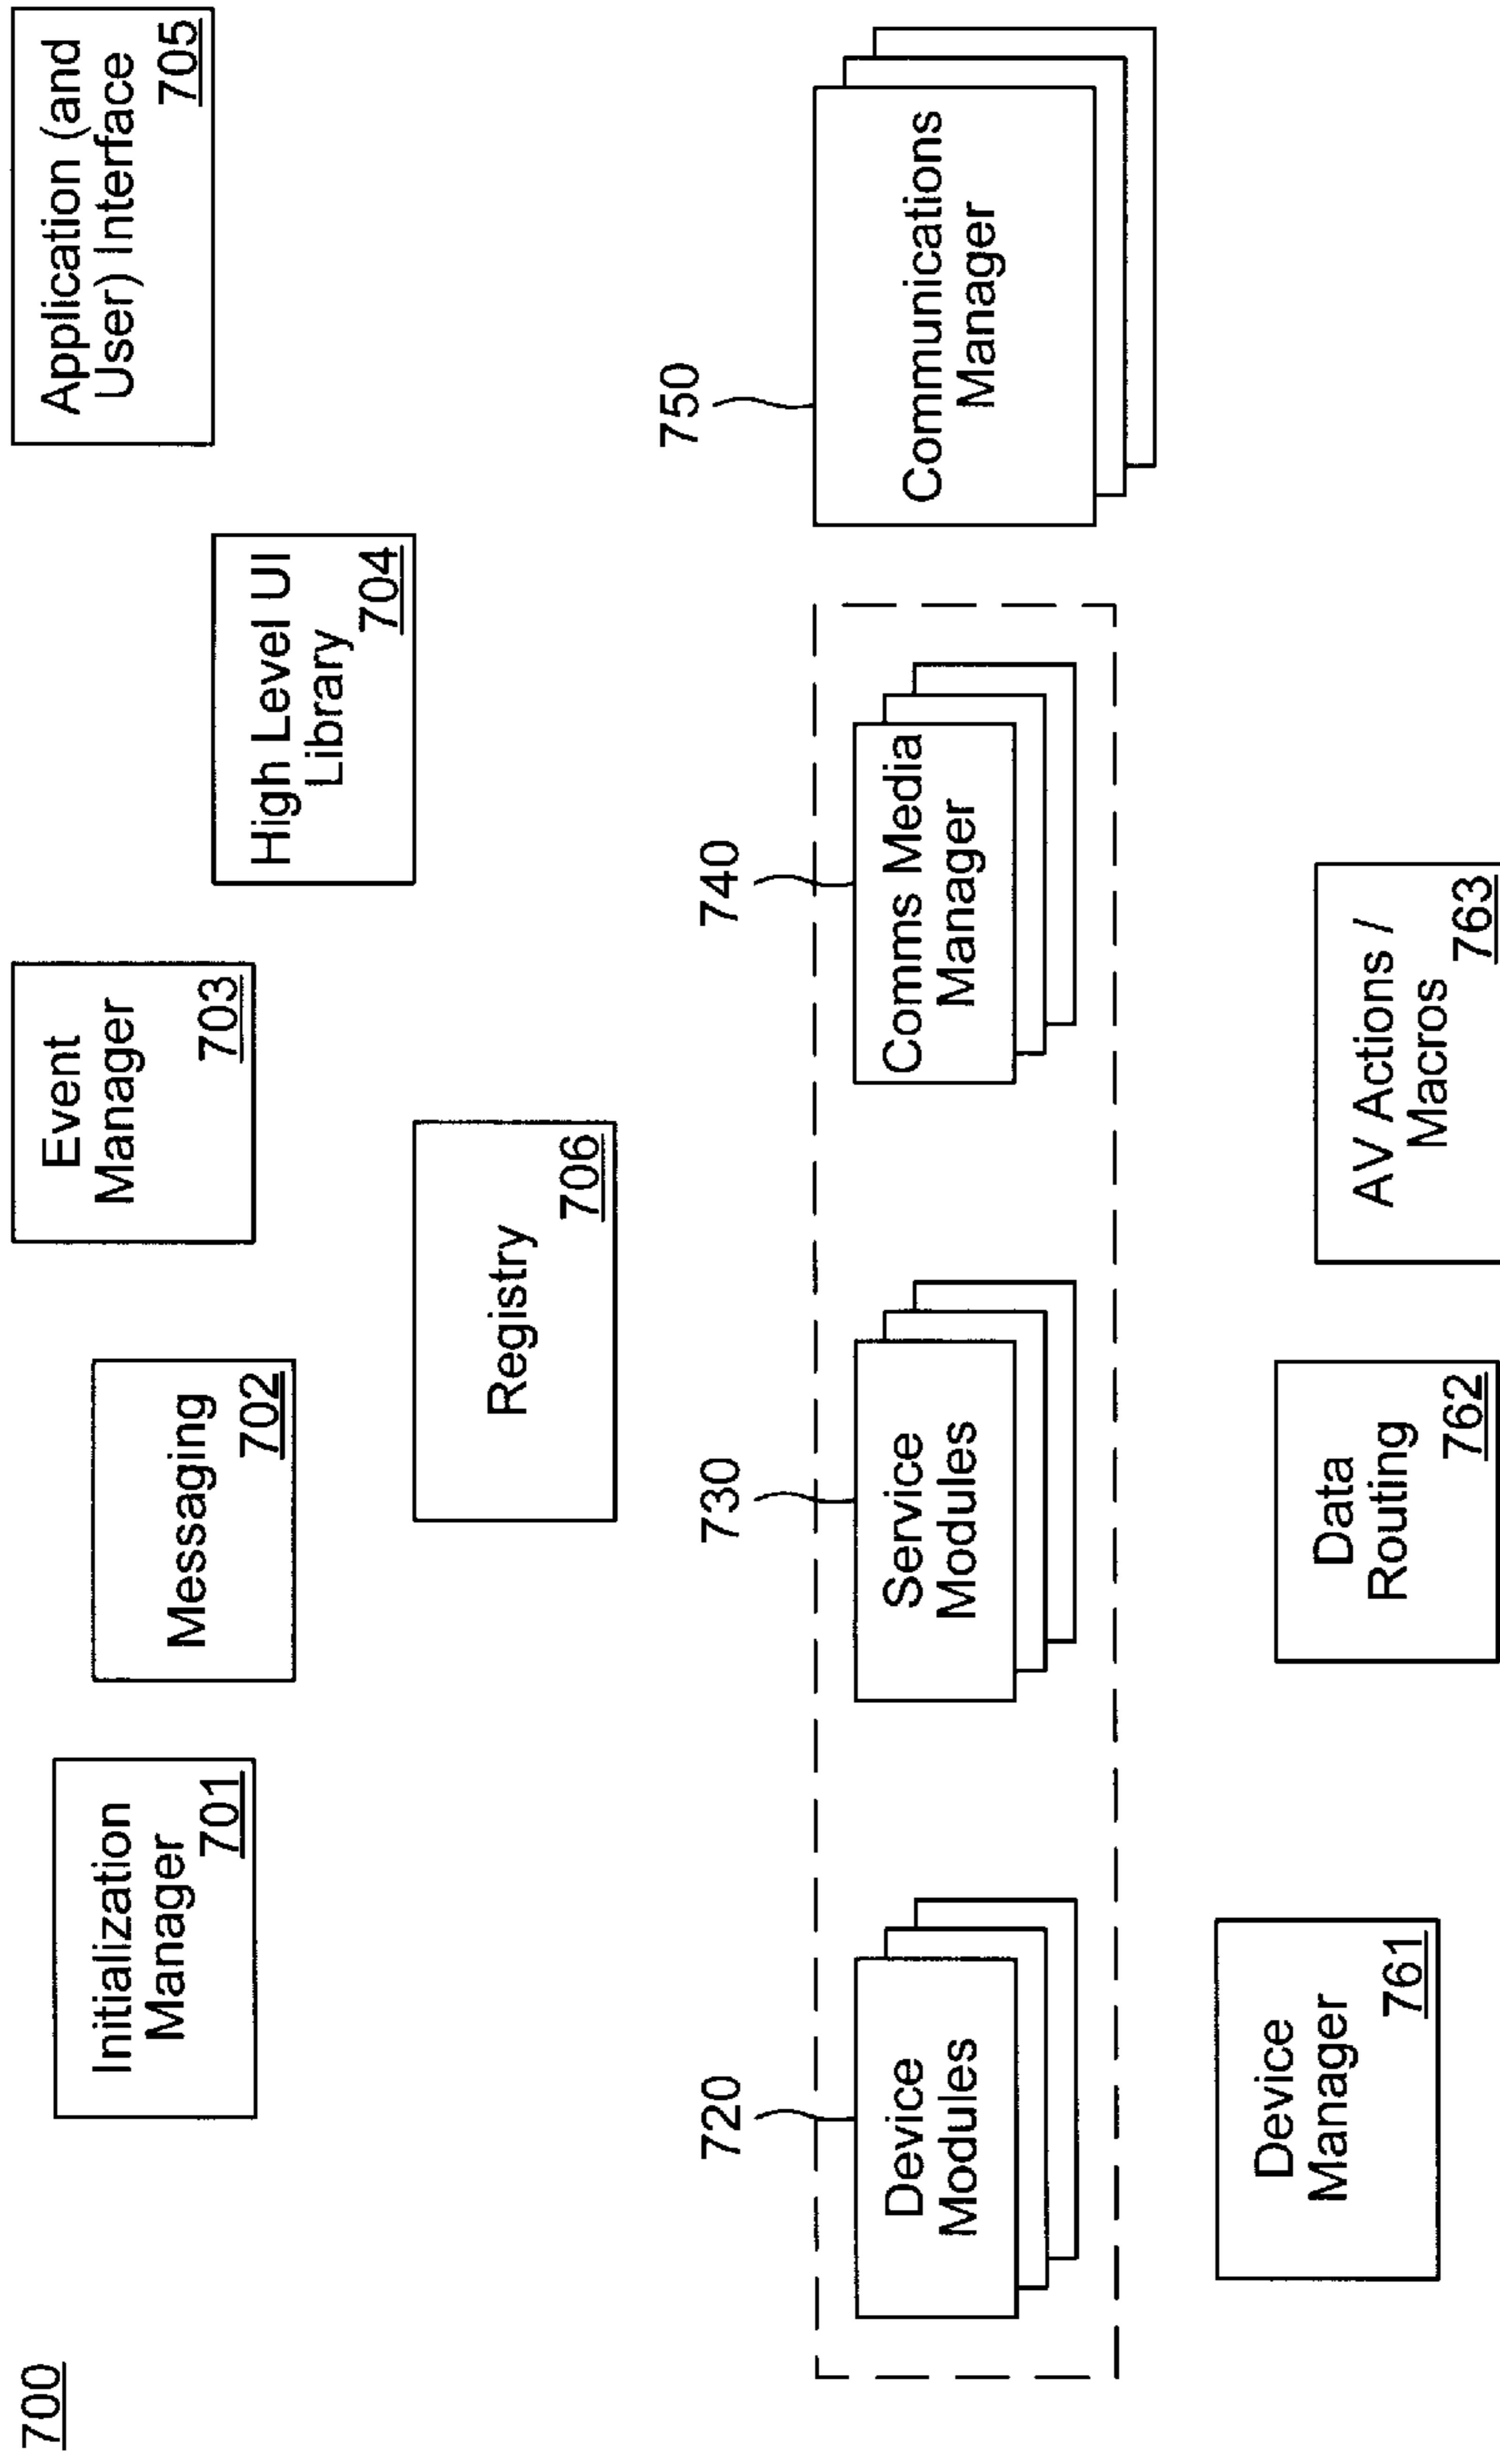 700
Initialization
Manager
701
Messaging
702
Event
Manager
703
High Level UI
Library
704
Application (and
User) Interface
705
Registry
706
720
Device
Modules
730
Service
Modules
740
Comms Media
Manager
750
Communications
Manager
Device
Manager
761
Data
Routing
762
AV Actions /
Macros
763